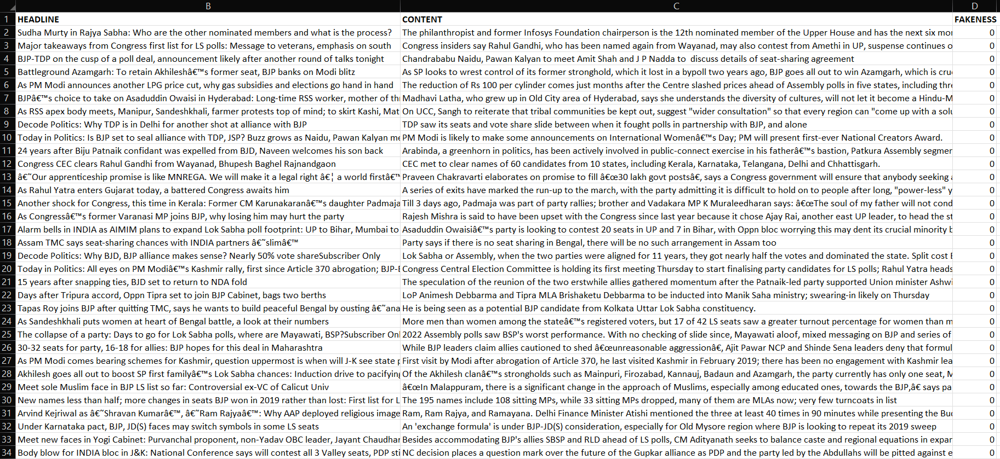 B C D
1 HEADLINE CONTENT FAKENESS
2 Sudha Murty in Rajya Sabha: Who are the other nominated members and what is the process? The philanthropist and former Infosys Foundation chairperson is the 12th nominated member of the Upper House and has the next six mor 0
3 Major takeaways from Congress first list for LS polls: Message to veterans, emphasis on south Congress insiders say Rahul Gandhi, who has been named again from Wayanad, may also contest from Amethi in UP, suspense continues o 0
4 BJP-TDP on the cusp of a poll deal, announcement likely after another round of talks tonight Chandrababu Naidu, Pawan Kalyan to meet Amit Shah and J P Nadda to  discuss details of seat-sharing agreement 0
5 Battleground Azamgarh: To retain Akhileshâ€™s former seat, BJP banks on Modi blitz As SP looks to wrest control of its former stronghold, which it lost in a bypoll two years ago, BJP goes all out to win Azamgarh, which is cru 0
6 As PM Modi announces another LPG price cut, why gas subsidies and elections go hand in hand The reduction of Rs 100 per cylinder comes just months after the Centre slashed prices ahead of Assembly polls in five states, including thr 0
7 BJPâ€™s choice to take on Asaduddin Owaisi in Hyderabad: Long-time RSS worker, mother of th Madhavi Latha, who grew up in Old City area of Hyderabad, says she understands the diversity of cultures, will not let it become a Hindu-M 0
8 As RSS apex body meets, Manipur, Sandeshkhali, farmer protests top of mind; to skirt Kashi, Mat On UCC, Sangh to reiterate that tribal communities be kept out, suggest "wider consultation" so that every region can "come up with a solu 0
9 Decode Politics: Why TDP is in Delhi for another shot at alliance with BJP TDP saw its seats and vote share slide between when it fought polls in partnership with BJP, and alone 0
10 Today in Politics: Is BJP set to seal alliance with TDP, JSP? Buzz grows as Naidu, Pawan Kalyan me PM Modi is likely to make some announcements on International Womenâ€™s Day; PM will present first-ever National Creators Award. 0
11 24 years after Biju Patnaik confidant was expelled from BJD, Naveen welcomes his son back Arabinda, a greenhorn in politics, has been actively involved in public-connect exercise in his fatherâ€™s bastion, Patkura Assembly segmer 0
12 Congress CEC clears Rahul Gandhi from Wayanad, Bhupesh Baghel Rajnandgaon CEC met to clear names of 60 candidates from 10 states, including Kerala, Karnataka, Telangana, Delhi and Chhattisgarh. 0
13 â€˜Our apprenticeship promise is like MNREGA. We will make it a legal right â€¦ a world firstâ€™ Praveen Chakravarti elaborates on promise to fill â€œ30 lakh govt postsâ€, says a Congress government will ensure that anybody seeking a 0
14 As Rahul Yatra enters Gujarat today, a battered Congress awaits him A series of exits have marked the run-up to the march, with the party admitting it is difficult to hold on to people after long, "power-less" y 0
15 Another shock for Congress, this time in Kerala: Former CM Karunakaranâ€™s daughter Padmaja Till 3 days ago, Padmaja was part of party rallies; brother and Vadakara MP K Muraleedharan says: â€œThe soul of my father will not cond 0
16 As Congressâ€™s former Varanasi MP joins BJP, why losing him may hurt the party Rajesh Mishra is said to have been upset with the Congress since last year because it chose Ajay Rai, another east UP leader, to head the st 0
17 Alarm bells in INDIA as AIMIM plans to expand Lok Sabha poll footprint: UP to Bihar, Mumbai to Asaduddin Owaisiâ€™s party is looking to contest 20 seats in UP and 7 in Bihar, with Oppn bloc worrying this may dent its crucial minority b 0
18 Assam TMC says seat-sharing chances with INDIA partners â€˜slimâ€™ Party says if there is no seat sharing in Bengal, there will be no such arrangement in Assam too 0
19 Decode Politics: Why BJD, BJP alliance makes sense? Nearly 50% vote shareSubscriber Only Lok Sabha or Assembly, when the two parties were aligned for 11 years, they got nearly half the votes and dominated the state. Split cost B 0
20 Today in Politics: All eyes on PM Modiâ€™s Kashmir rally, first since Article 370 abrogation; BJP-B Congress Central Election Committee is holding its first meeting Thursday to start finalising party candidates for LS polls; Rahul Yatra heads 0
21 15 years after snapping ties, BJD set to return to NDA fold The speculation of the reunion of the two erstwhile allies gathered momentum after the Patnaik-led party supported Union minister Ashwi 0
22 Days after Tripura accord, Oppn Tipra set to join BJP Cabinet, bags two berths LoP Animesh Debbarma and Tipra MLA Brishaketu Debbarma to be inducted into Manik Saha ministry; swearing-in likely on Thursday 0
23 Tapas Roy joins BJP after quitting TMC, says he wants to build peaceful Bengal by ousting â€˜ana He is being seen as a potential BJP candidate from Kolkata Uttar Lok Sabha constituency. 0
24 As Sandeshkhali puts women at heart of Bengal battle, a look at their numbers More men than women among the stateâ€™s registered voters, but 17 of 42 LS seats saw a greater turnout percentage for women than m 0
25 The collapse of a party: Days to go for Lok Sabha polls, where are Mayawati, BSP?Subscriber Onl 2022 Assembly polls saw BSP's worst performance. With no checking of slide since, Mayawati aloof, mixed messaging on BJP and series of 0
26 30-32 seats for party, 16-18 for allies: BJP hopes for this deal in Maharashtra While BJP leaders claim allies cautioned to shed â€œunreasonable aggressionâ€, Ajit Pawar NCP and Shinde Sena leaders deny that formul 0
27 As PM Modi comes bearing schemes for Kashmir, question uppermost is when will J-K see state p First visit by Modi after abrogation of Article 370, he last visited Kashmir in February 2019; there has been no engagement with Kashmir lea 0
28 Akhilesh goes all out to boost SP first familyâ€™s Lok Sabha chances: Induction drive to pacifying Of the Akhilesh clanâ€™s strongholds such as Mainpuri, Firozabad, Kannauj, Badaun and Azamgarh, the party currently has only one seat, M 0
29 Meet sole Muslim face in BJP LS list so far: Controversial ex-VC of Calicut Univ â€œIn Malappuram, there is a significant change in the approach of Muslims, especially among educated ones, towards the BJP,â€ says pa 0
30 New names less than half; more changes in seats BJP won in 2019 rather than lost: First list for L The 195 names include 108 sitting MPs, while 33 sitting MPs dropped, many of them are MLAs now; very few turncoats in list 0
31 Arvind Kejriwal as â€˜Shravan Kumarâ€™, â€˜Ram Rajyaâ€™: Why AAP deployed religious image Ram, Ram Rajya, and Ramayana. Delhi Finance Minister Atishi mentioned the three at least 40 times in 90 minutes while presenting the Bud 0
32 Under Karnataka pact, BJP, JD(S) faces may switch symbols in some LS seats An 'exchange formula' is under BJP-JD(S) consideration, especially for Old Mysore region where BJP is looking to repeat its 2019 sweep 0
33 Meet new faces in Yogi Cabinet: Purvanchal proponent, non-Yadav OBC leader, Jayant Chaudhar Besides accommodating BJP's allies SBSP and RLD ahead of LS polls, CM Adityanath seeks to balance caste and regional equations in expar 0
34 Body blow for INDIA bloc in J&K: National Conference says will contest all 3 Valley seats, PDP sti NC decision places a question mark over the future of the Gupkar alliance as PDP and the party led by the Abdullahs will be pitted against e 0